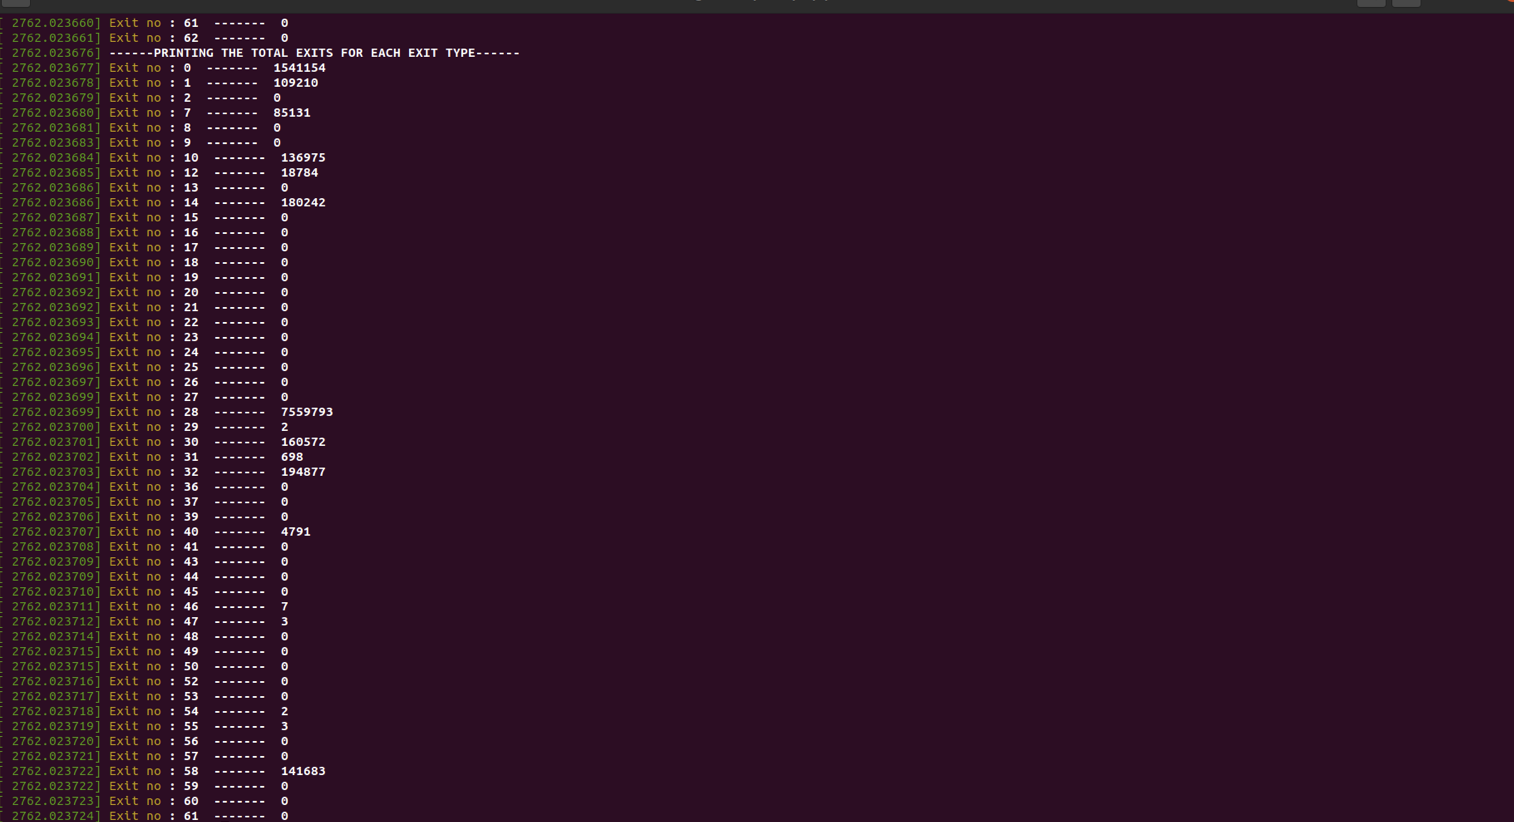 [ 2762.023660] Exit no : 61  -------  0
[ 2762.023661] Exit no : 62  -------  0
[ 2762.023676] ------PRINTING THE TOTAL EXITS FOR EACH EXIT TYPE------
[ 2762.023677] Exit no : 0  -------  1541154
[ 2762.023678] Exit no : 1  -------  109210
[ 2762.023679] Exit no : 2  -------  0
[ 2762.023680] Exit no : 7  -------  85131
[ 2762.023681] Exit no : 8  -------  0
[ 2762.023683] Exit no : 9  -------  0
[ 2762.023684] Exit no : 10  -------  136975
[ 2762.023685] Exit no : 12  -------  18784
[ 2762.023686] Exit no : 13  -------  0
[ 2762.023686] Exit no : 14  -------  180242
[ 2762.023687] Exit no : 15  -------  0
[ 2762.023688] Exit no : 16  -------  0
[ 2762.023689] Exit no : 17  -------  0
[ 2762.023690] Exit no : 18  -------  0
[ 2762.023691] Exit no : 19  -------  0
[ 2762.023692] Exit no : 20  -------  0
[ 2762.023692] Exit no : 21  -------  0
[ 2762.023693] Exit no : 22  -------  0
[ 2762.023694] Exit no : 23  -------  0
[ 2762.023695] Exit no : 24  -------  0
[ 2762.023696] Exit no : 25  -------  0
[ 2762.023697] Exit no : 26  -------  0
[ 2762.023699] Exit no : 27  -------  0
[ 2762.023699] Exit no : 28  -------  7559793
[ 2762.023700] Exit no : 29  -------  2
[ 2762.023701] Exit no : 30  -------  160572
[ 2762.023702] Exit no : 31  -------  698
[ 2762.023703] Exit no : 32  -------  194877
[ 2762.023704] Exit no : 36  -------  0
[ 2762.023705] Exit no : 37  -------  0
[ 2762.023706] Exit no : 39  -------  0
[ 2762.023707] Exit no : 40  -------  4791
[ 2762.023708] Exit no : 41  -------  0
[ 2762.023709] Exit no : 43  -------  0
[ 2762.023709] Exit no : 44  -------  0
[ 2762.023710] Exit no : 45  -------  0
[ 2762.023711] Exit no : 46  -------  7
[ 2762.023712] Exit no : 47  -------  3
[ 2762.023714] Exit no : 48  -------  0
[ 2762.023715] Exit no : 49  -------  0
[ 2762.023715] Exit no : 50  -------  0
[ 2762.023716] Exit no : 52  -------  0
[ 2762.023717] Exit no : 53  -------  0
[ 2762.023718] Exit no : 54  -------  2
[ 2762.023719] Exit no : 55  -------  3
[ 2762.023720] Exit no : 56  -------  0
[ 2762.023721] Exit no : 57  -------  0
[ 2762.023722] Exit no : 58  -------  141683
[ 2762.023722] Exit no : 59  -------  0
[ 2762.023723] Exit no : 60  -------  0
[ 2762.023724] Exit no : 61  -------  0